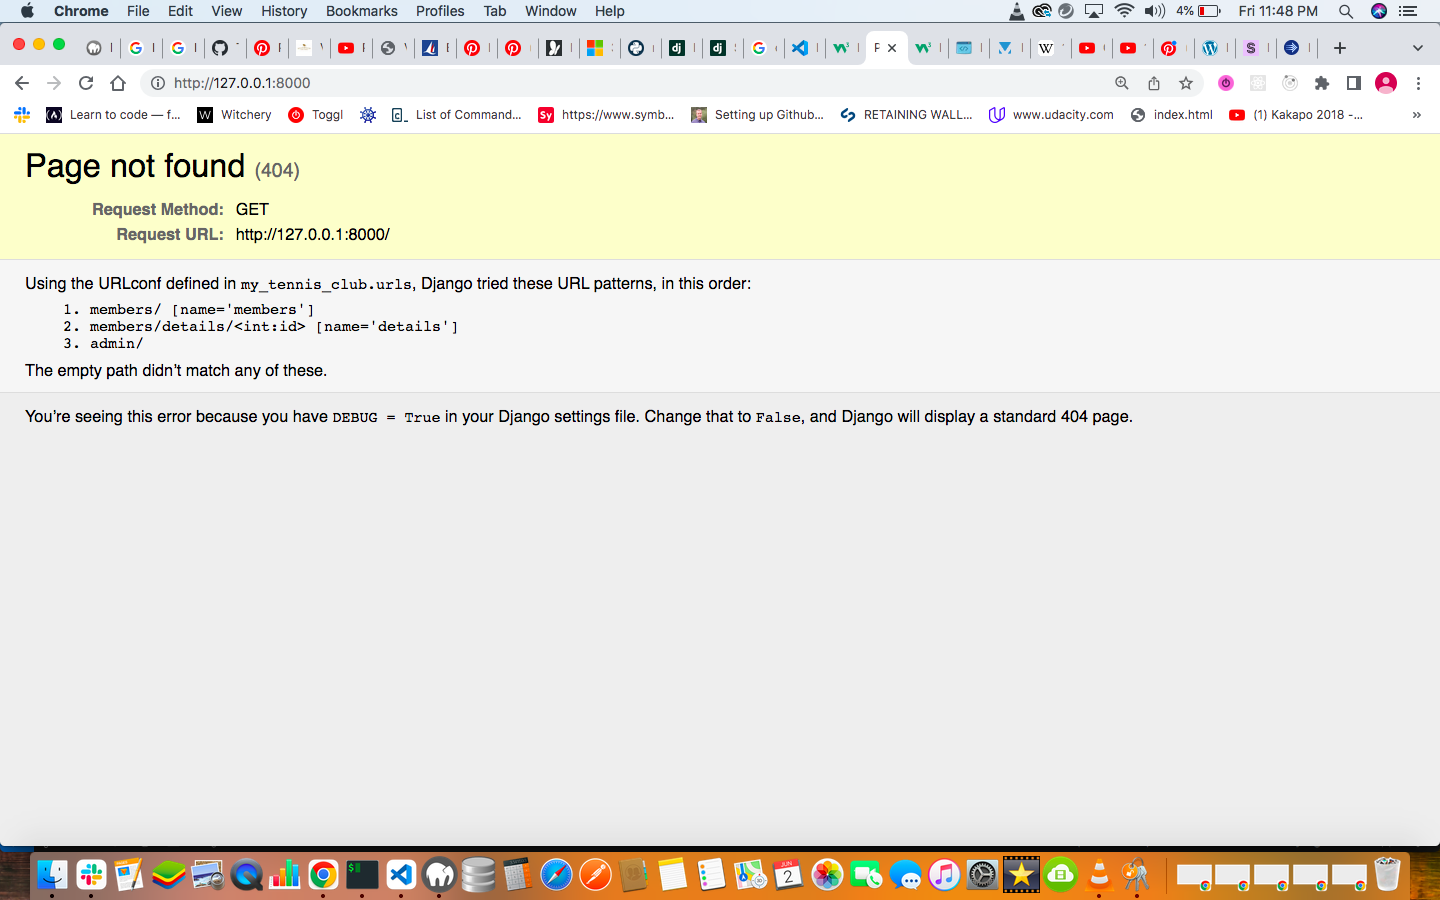 Chrome File Edit View History Bookmarks Profiles Tab Window Help 4% Fri 11:48 PM
http://127.0.0.1:8000
Learn to code — f... Witchery Toggl List of Command... https://www.symb... Setting up Github... RETAINING WALL... www.udacity.com index.html (1) Kakapo 2018 -... »
Page not found (404)
Request Method: GET
Request URL: http://127.0.0.1:8000/
Using the URLconf defined in my_tennis_club.urls, Django tried these URL patterns, in this order:
1. members/ [name='members']
2. members/details/<int:id> [name='details']
3. admin/
The empty path didn’t match any of these.
You’re seeing this error because you have DEBUG = True in your Django settings file. Change that to False, and Django will display a standard 404 page.
JUN
2